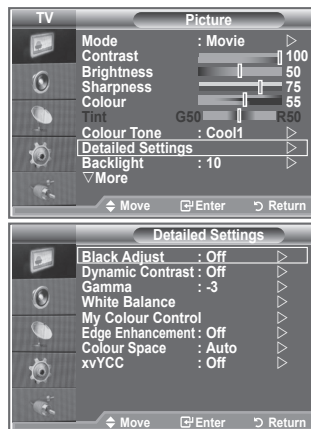 TV Picture
Mode : Movie ▷
Contrast 100
Brightness 50
Sharpness 75
Colour 55
Tint G50 R50
Colour Tone : Cool1 ▷
Detailed Settings ▷
Backlight : 10 ▷
▽More
Move Enter Return
Detailed Settings
Black Adjust : Off ▷
Dynamic Contrast : Off ▷
Gamma : -3 ▷
White Balance ▷
My Colour Control ▷
Edge Enhancement : Off ▷
Colour Space : Auto ▷
xvYCC : Off ▷
Move Enter Return